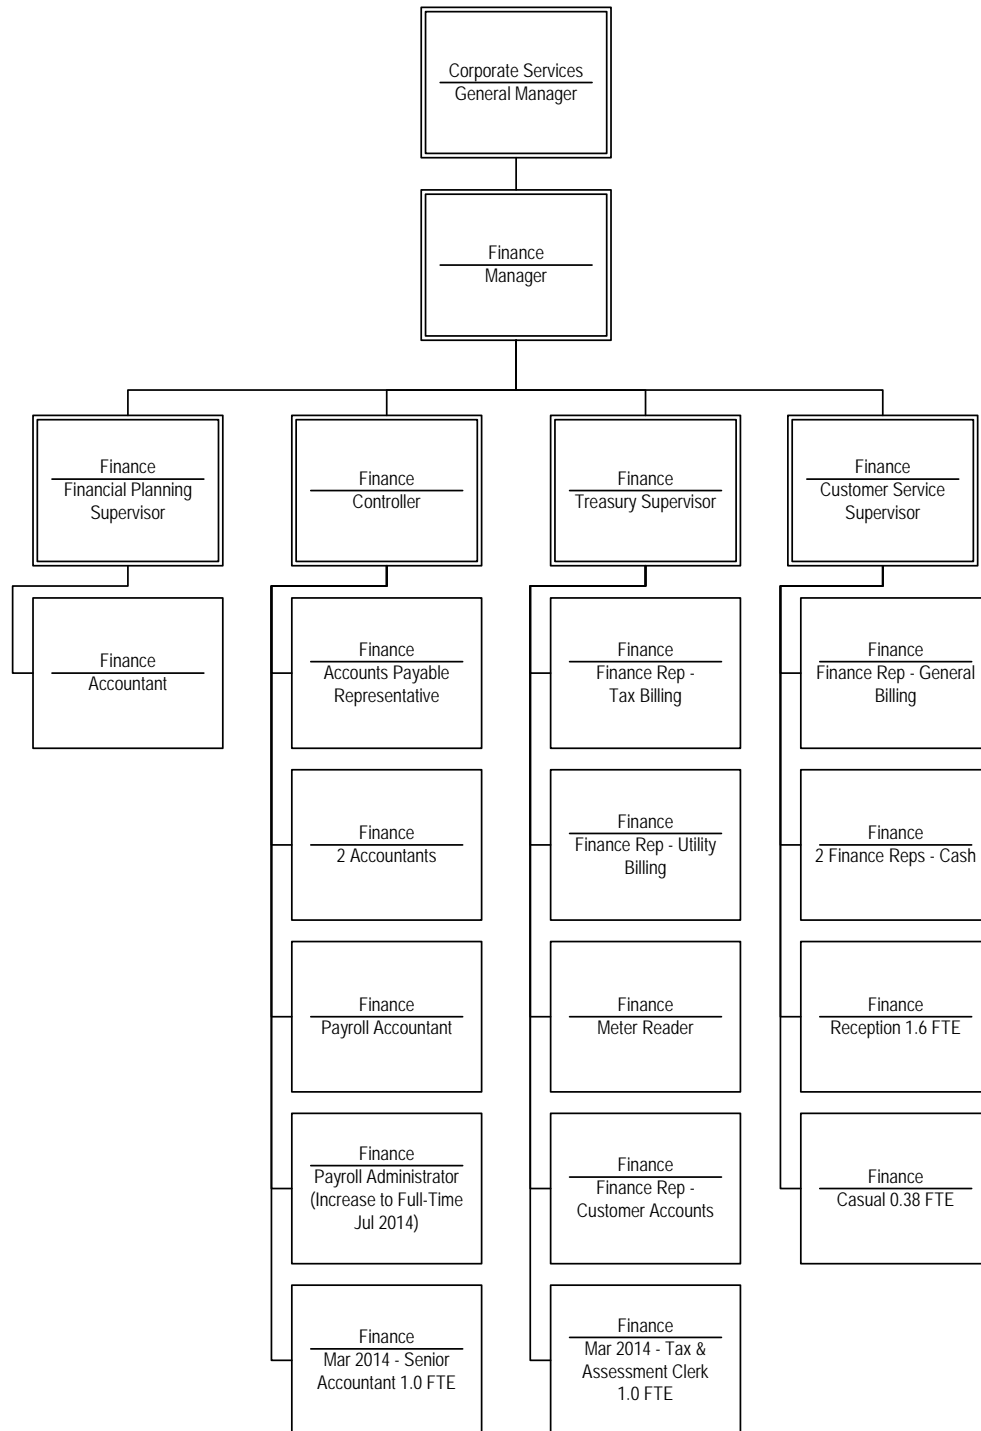 Corporate Services
General Manager
Finance
Manager
Finance
Financial Planning
Supervisor
Finance
Controller
Finance
Treasury Supervisor
Finance
Customer Service
Supervisor
Finance
Accountant
Finance
Accounts Payable
Representative
Finance
Finance Rep -
Tax Billing
Finance
Finance Rep - General
Billing
Finance
2 Accountants
Finance
Finance Rep - Utility
Billing
Finance
2 Finance Reps - Cash
Finance
Payroll Accountant
Finance
Meter Reader
Finance
Reception 1.6 FTE
Finance
Payroll Administrator
(Increase to Full-Time
Jul 2014)
Finance
Finance Rep -
Customer Accounts
Finance
Casual 0.38 FTE
Finance
Mar 2014 - Senior
Accountant 1.0 FTE
Finance
Mar 2014 - Tax &
Assessment Clerk
1.0 FTE